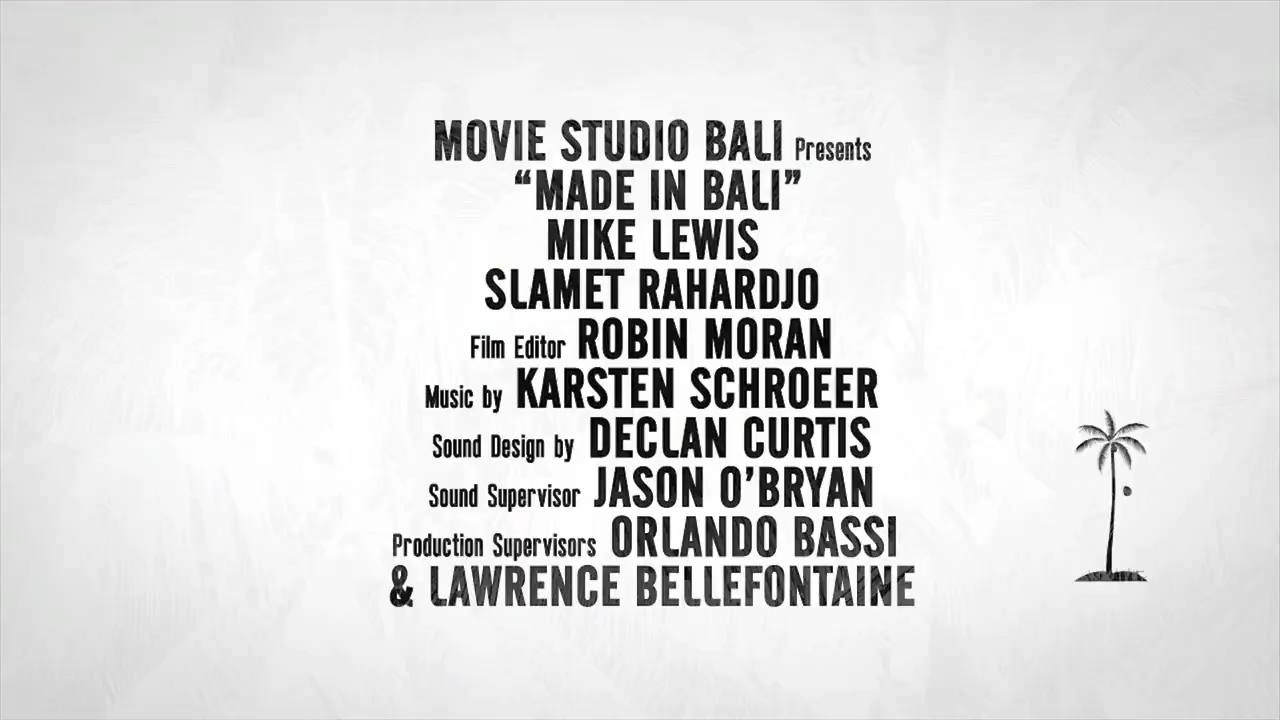 MOVIE STUDIO BALI Presents
“MADE IN BALI”
MIKE LEWIS
SLAMET RAHARDJO
Film Editor ROBIN MORAN
Music by KARSTEN SCHROEER
Sound Design by DECLAN CURTIS
Sound Supervisor JASON O’BRYAN
Production Supervisors ORLANDO BASSI
& LAWRENCE BELLEFONTAINE